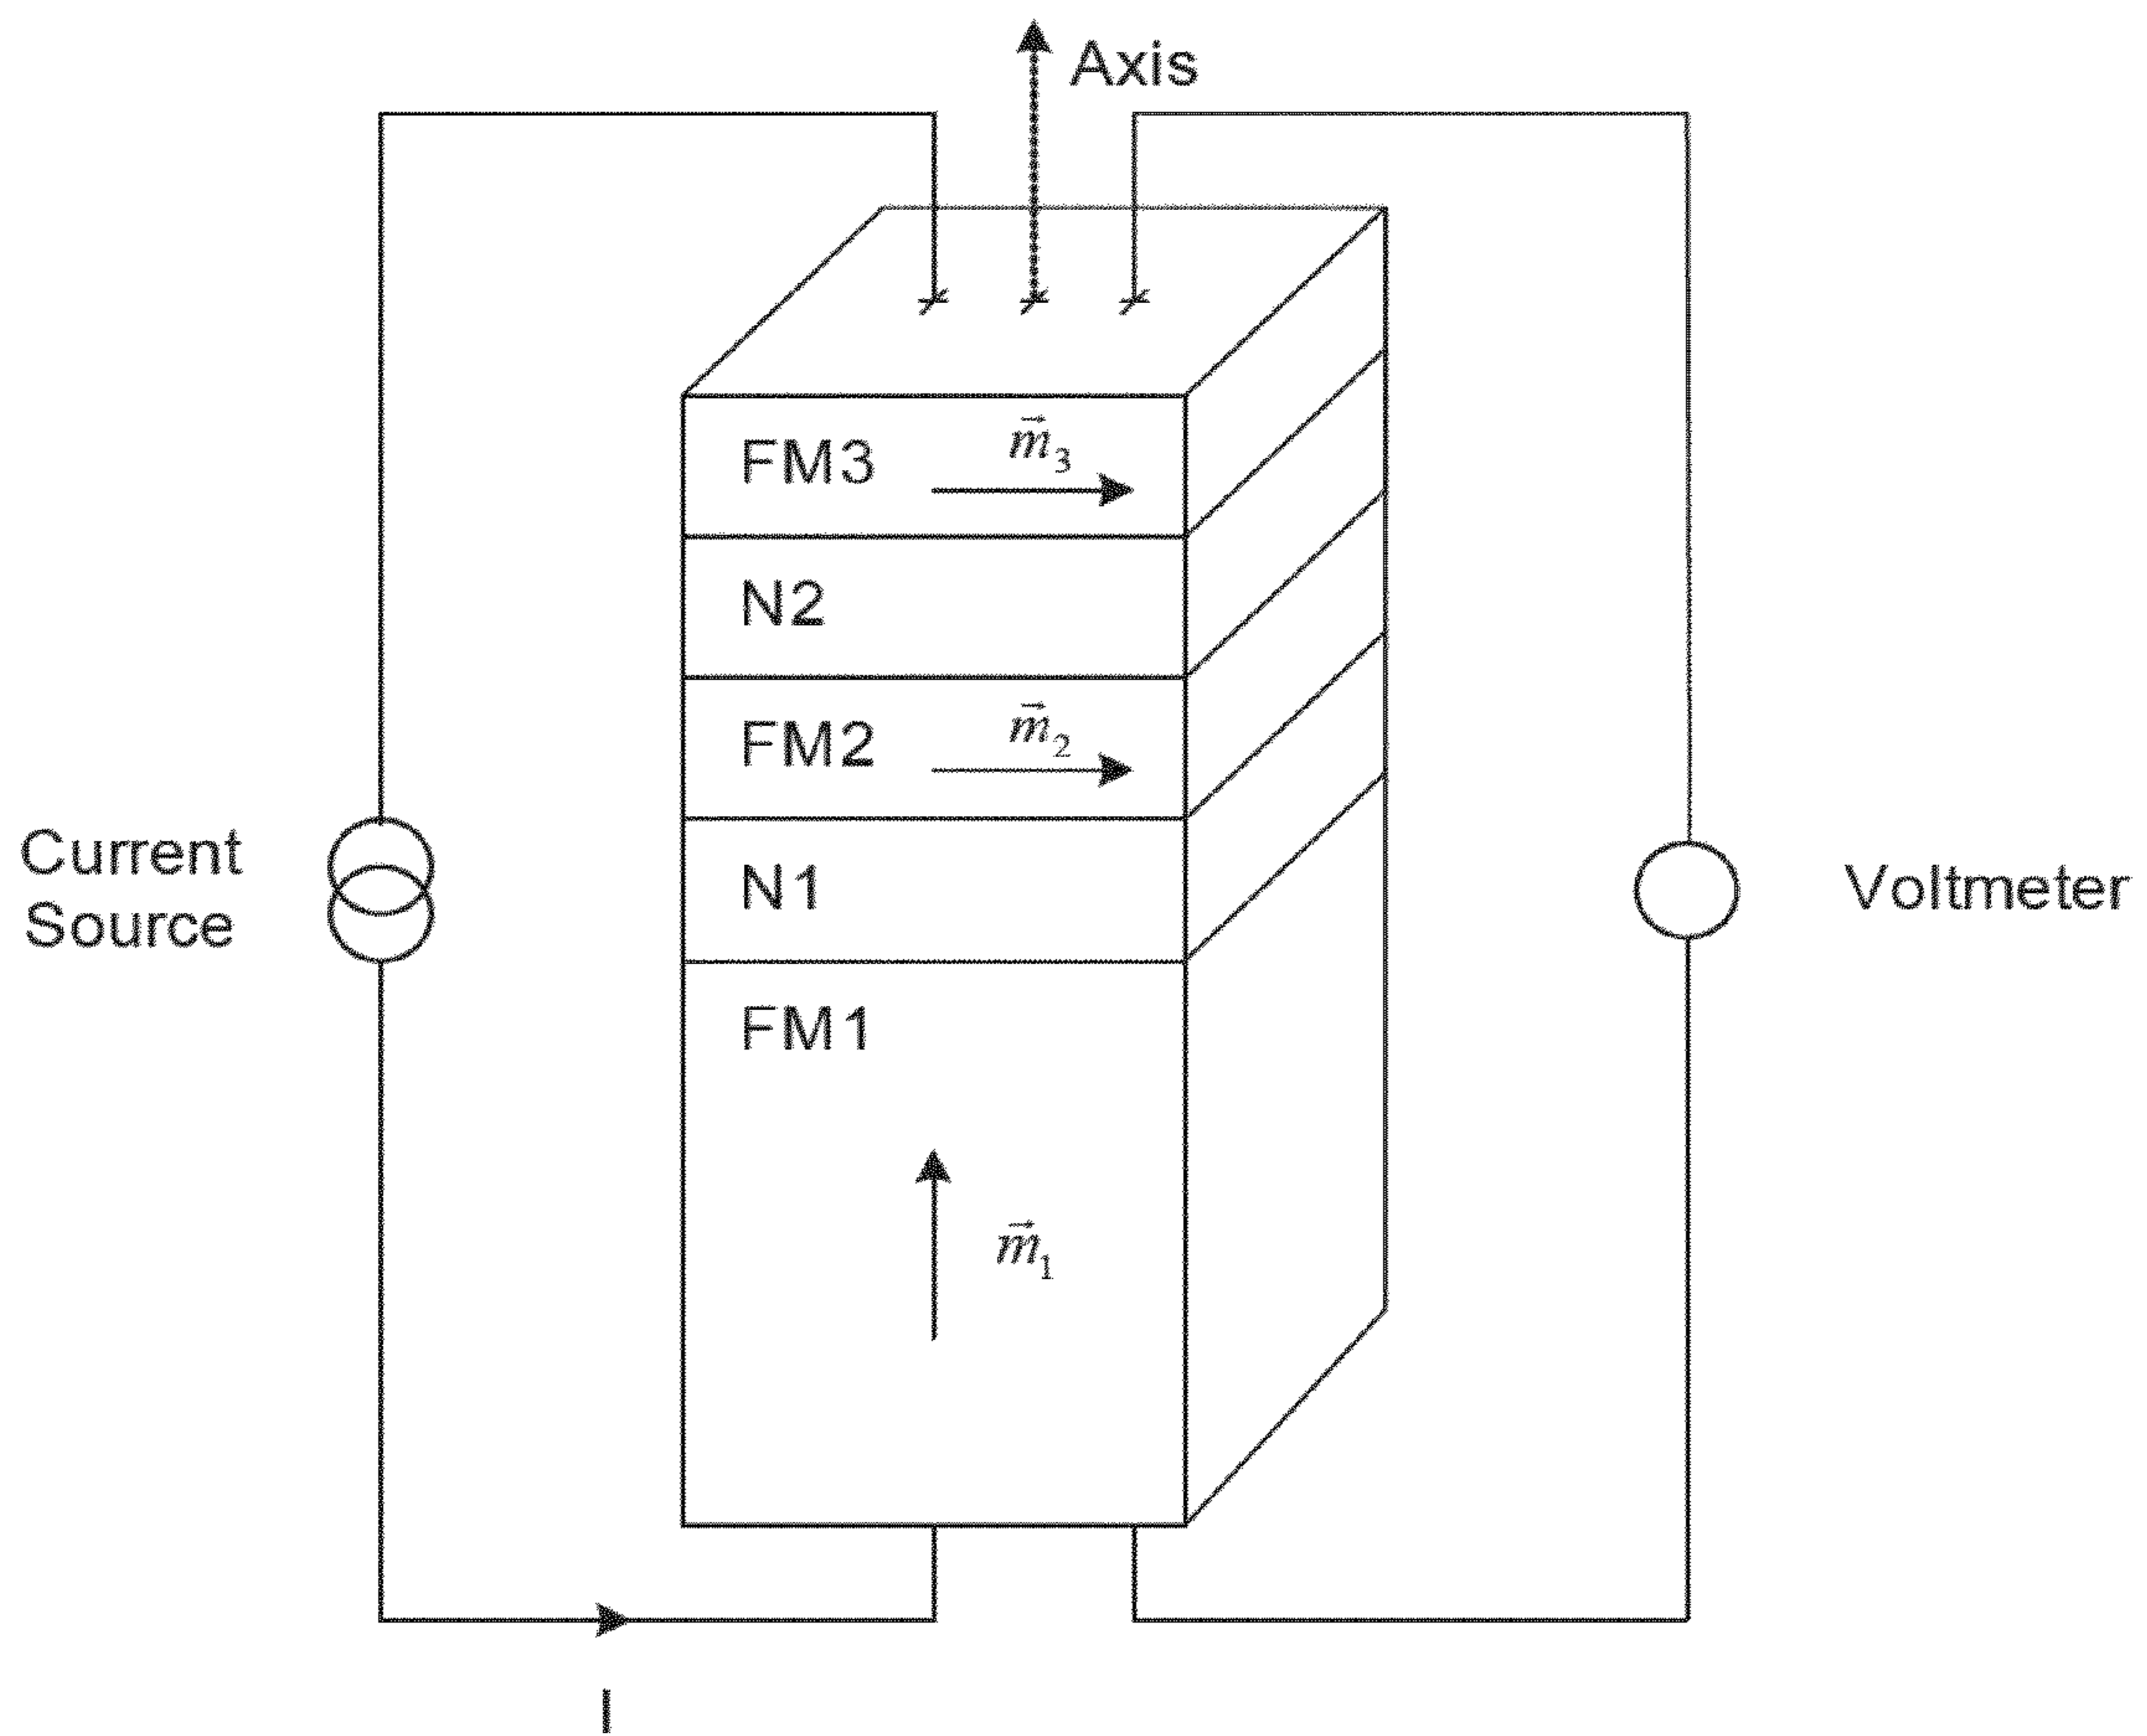 Axis
FM3
m⃗₃
N2
FM2
m⃗₂
Current
Source
N1
Voltmeter
FM1
m⃗₁
I